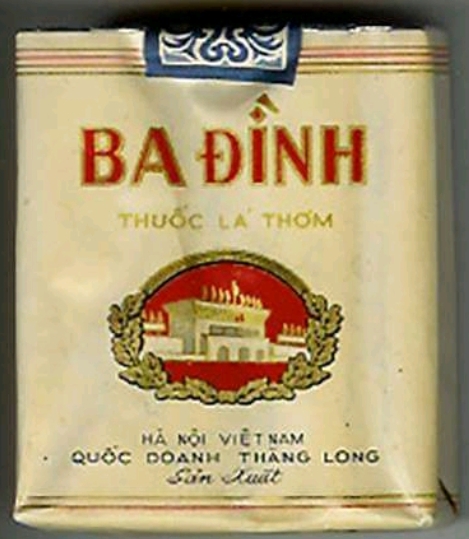 BA ĐÌNH
THUỐC LÁ THƠM
HÀ NỘI VIỆT NAM
QUỐC DOANH THĂNG LONG
Sản Xuất